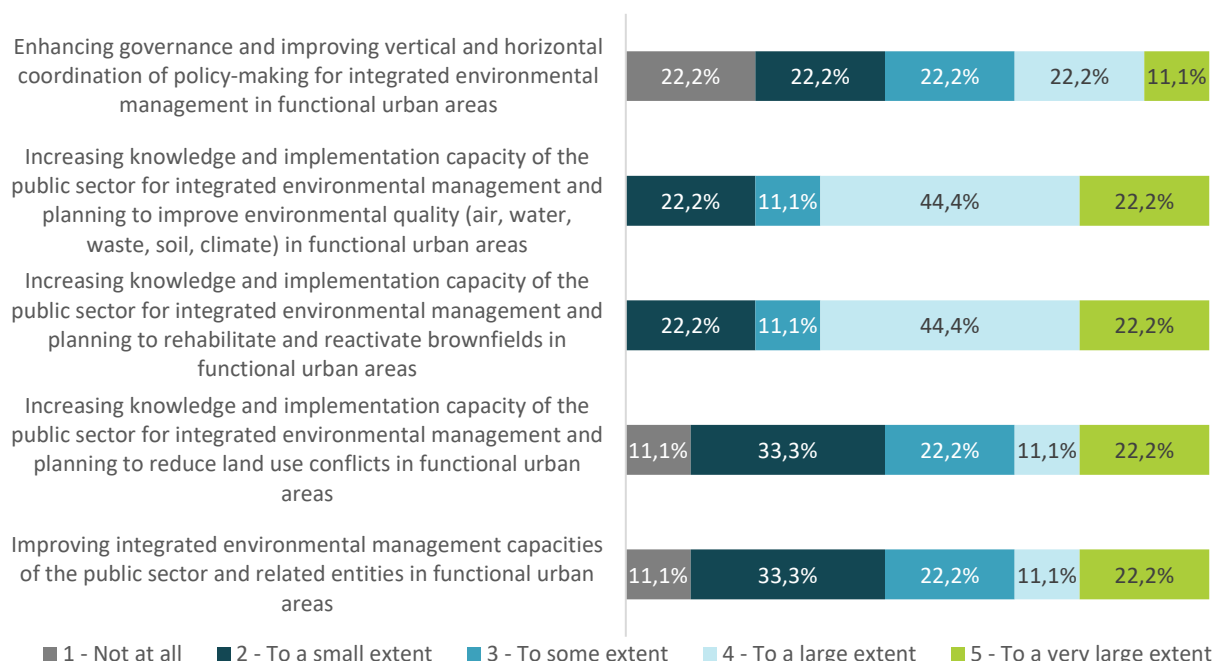 Enhancing governance and improving vertical and horizontal
coordination of policy-making for integrated environmental
management in functional urban areas
22,2% 22,2% 22,2% 22,2% 11,1%
Increasing knowledge and implementation capacity of the
public sector for integrated environmental management and
planning to improve environmental quality (air, water,
waste, soil, climate) in functional urban areas
22,2% 11,1% 44,4% 22,2%
Increasing knowledge and implementation capacity of the
public sector for integrated environmental management and
planning to rehabilitate and reactivate brownfields in
functional urban areas
22,2% 11,1% 44,4% 22,2%
Increasing knowledge and implementation capacity of the
public sector for integrated environmental management and
planning to reduce land use conflicts in functional urban
areas
11,1% 33,3% 22,2% 11,1% 22,2%
Improving integrated environmental management capacities
of the public sector and related entities in functional urban
areas
11,1% 33,3% 22,2% 11,1% 22,2%
1 - Not at all 2 - To a small extent 3 - To some extent 4 - To a large extent 5 - To a very large extent